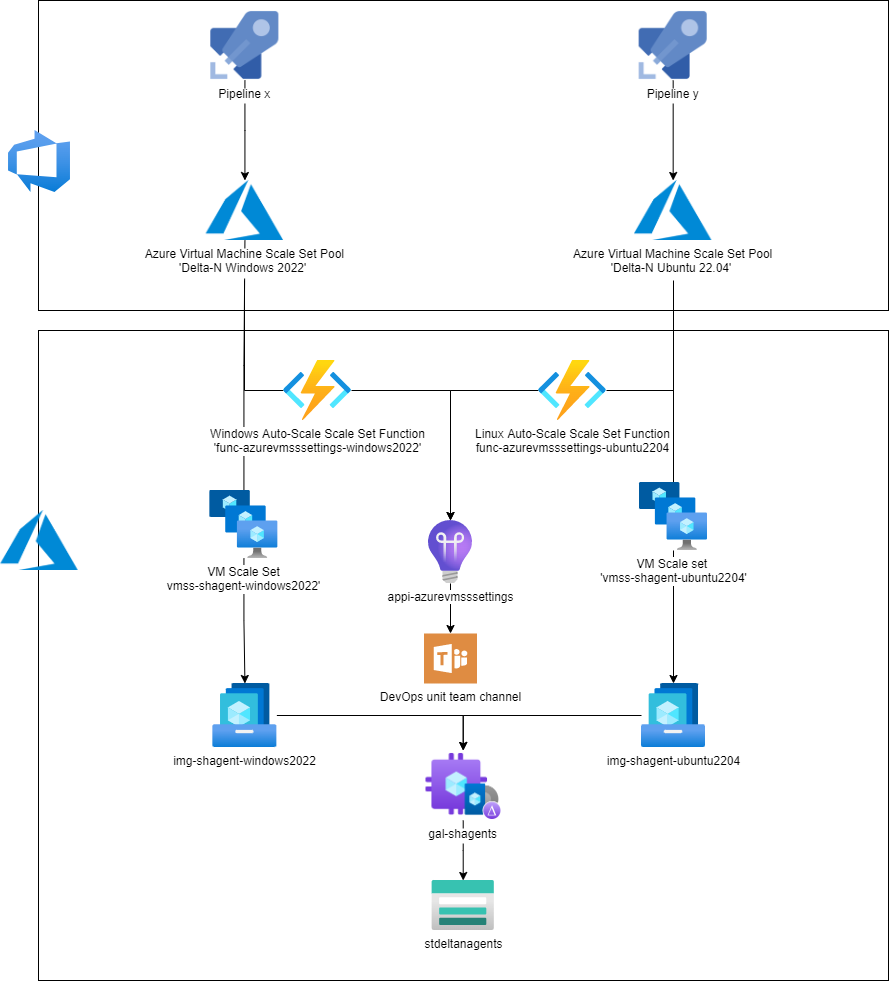 Pipeline x
Pipeline y
Azure Virtual Machine Scale Set Pool
'Delta-N Windows 2022'
Azure Virtual Machine Scale Set Pool
'Delta-N Ubuntu 22.04'
Windows Auto-Scale Scale Set Function
'func-azurevmsssettings-windows2022'
Linux Auto-Scale Scale Set Function
func-azurevmsssettings-ubuntu2204
VM Scale Set
vmss-shagent-windows2022'
appi-azurevmsssettings
VM Scale set
'vmss-shagent-ubuntu2204'
T
DevOps unit team channel
img-shagent-windows2022
img-shagent-ubuntu2204
gal-shagents
stdeltanagents